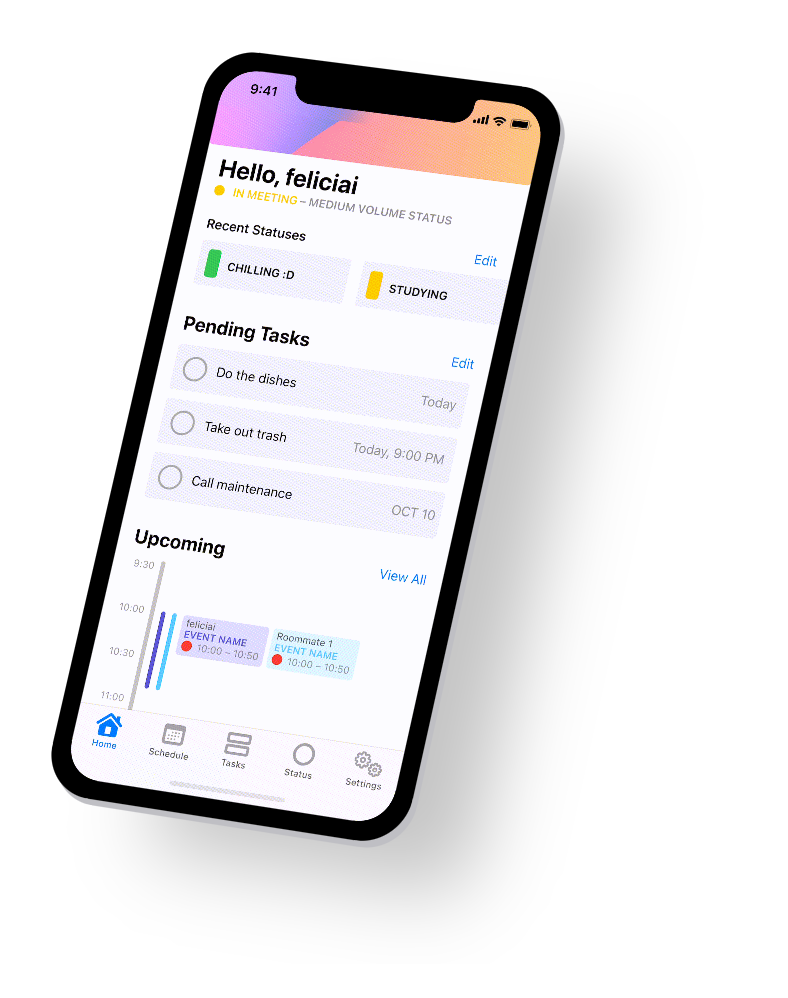 9:41
Hello, feliciai
IN MEETING – MEDIUM VOLUME STATUS
Recent Statuses
Edit
CHILLING :D
STUDYING
Pending Tasks
Edit
Do the dishes
Today
Take out trash
Today, 9:00 PM
Call maintenance
OCT 10
Upcoming
View All
9:30
10:00
feliciai
EVENT NAME
10:00 – 10:50
Roommate 1
EVENT NAME
10:00 – 10:50
10:30
11:00
Home
Schedule
Tasks
Status
Settings